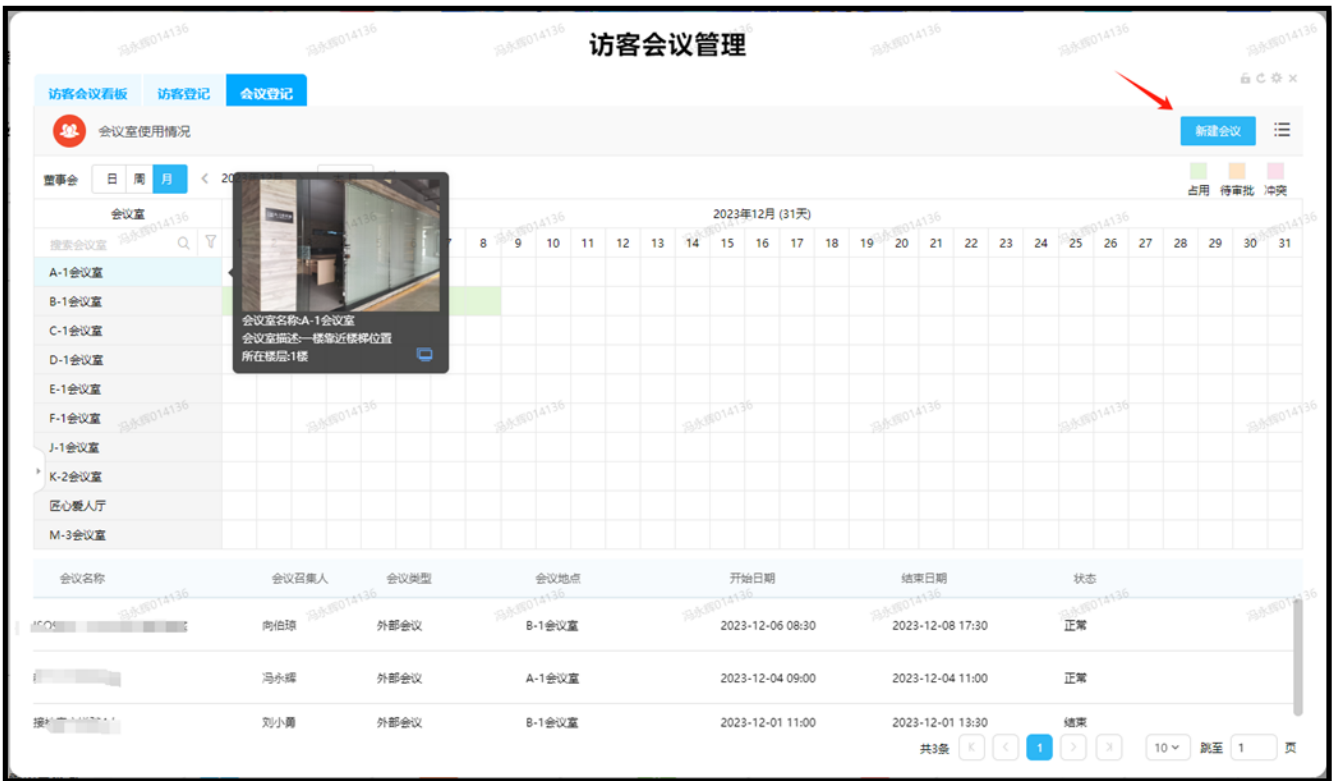 访客会议管理
访客会议看板 访客登记 会议登记
会议室使用情况 新建会议
董事会 日 周 月
占用 待审批 冲突
会议室 2023年12月 (31天)
搜索会议室 7 8 9 10 11 12 13 14 15 16 17 18 19 20 21 22 23 24 25 26 27 28 29 30 31
A-1会议室
B-1会议室
会议室名称:A-1会议室
会议室描述:一楼靠近楼梯位置
所在楼层:1楼
C-1会议室
D-1会议室
E-1会议室
F-1会议室
J-1会议室
K-2会议室
匠心爱人厅
M-3会议室
会议名称 会议召集人 会议类型 会议地点 开始日期 结束日期 状态
向伯琼 外部会议 B-1会议室 2023-12-06 08:30 2023-12-08 17:30 正常
冯永辉 外部会议 A-1会议室 2023-12-04 09:00 2023-12-04 11:00 正常
刘小勇 外部会议 B-1会议室 2023-12-01 11:00 2023-12-01 13:30 结束
共3条 1 10 跳至 1 页
冯永辉014136